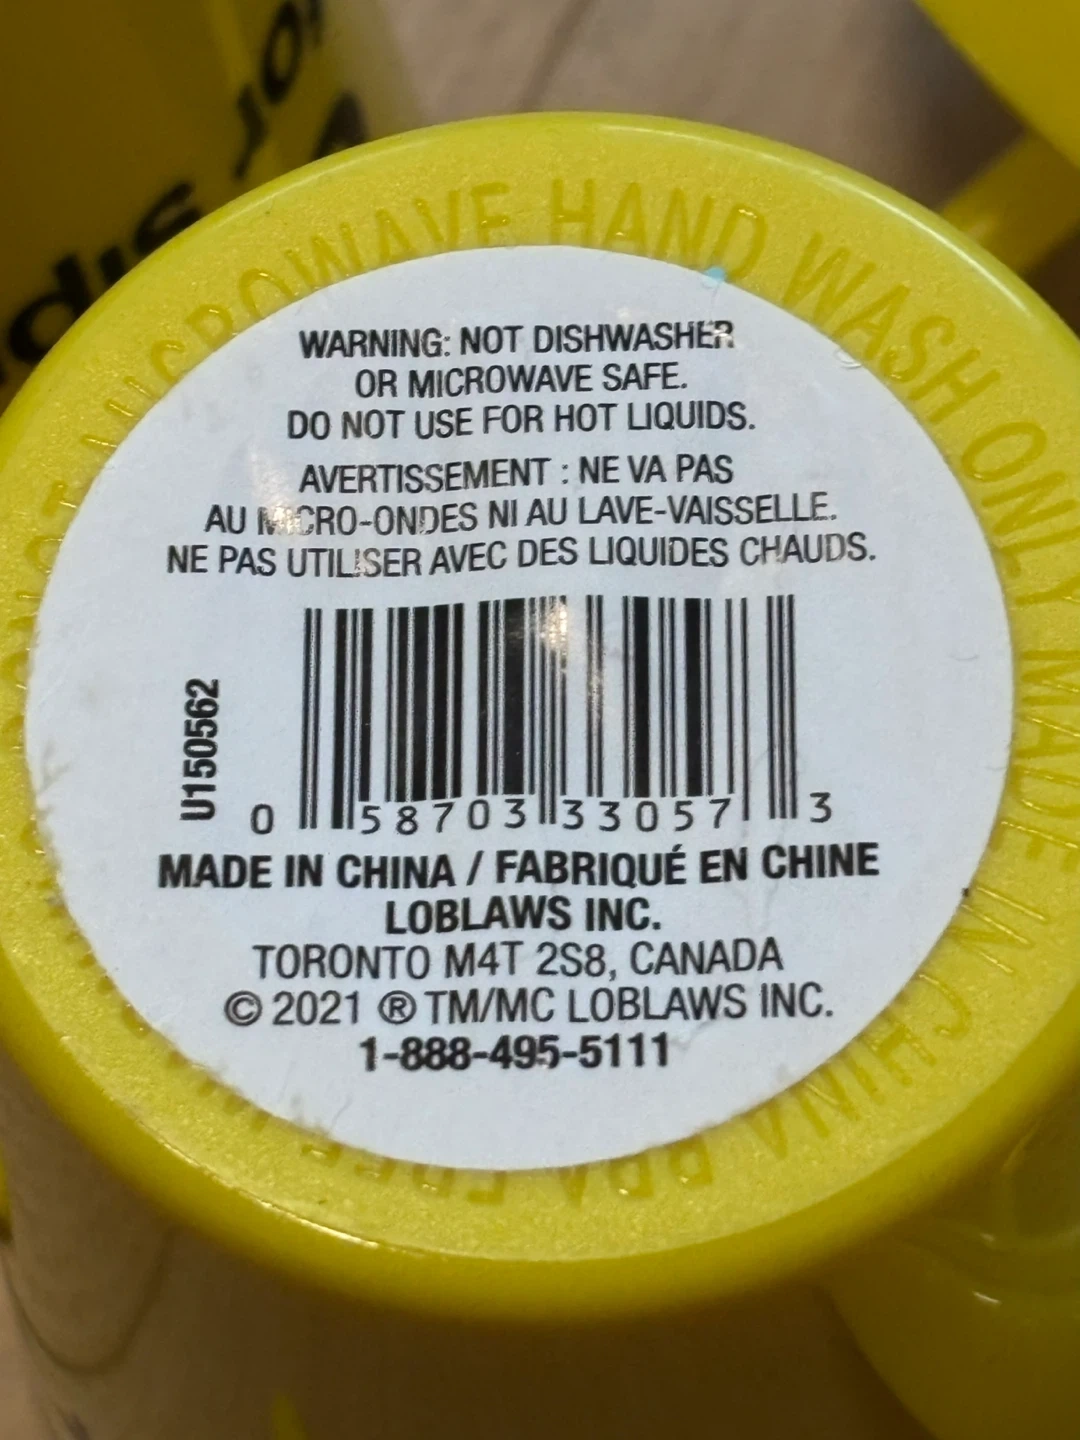 MICROWAVE HAND WASH ONLY MADE IN CHINA BPA FREE
WARNING: NOT DISHWASHER
OR MICROWAVE SAFE.
DO NOT USE FOR HOT LIQUIDS.
AVERTISSEMENT : NE VA PAS
AU MICRO-ONDES NI AU LAVE-VAISSELLE.
NE PAS UTILISER AVEC DES LIQUIDES CHAUDS.
U150562
0 58703 33057 3
MADE IN CHINA / FABRIQUÉ EN CHINE
LOBLAWS INC.
TORONTO M4T 2S8, CANADA
© 2021 ® TM/MC LOBLAWS INC.
1-888-495-5111